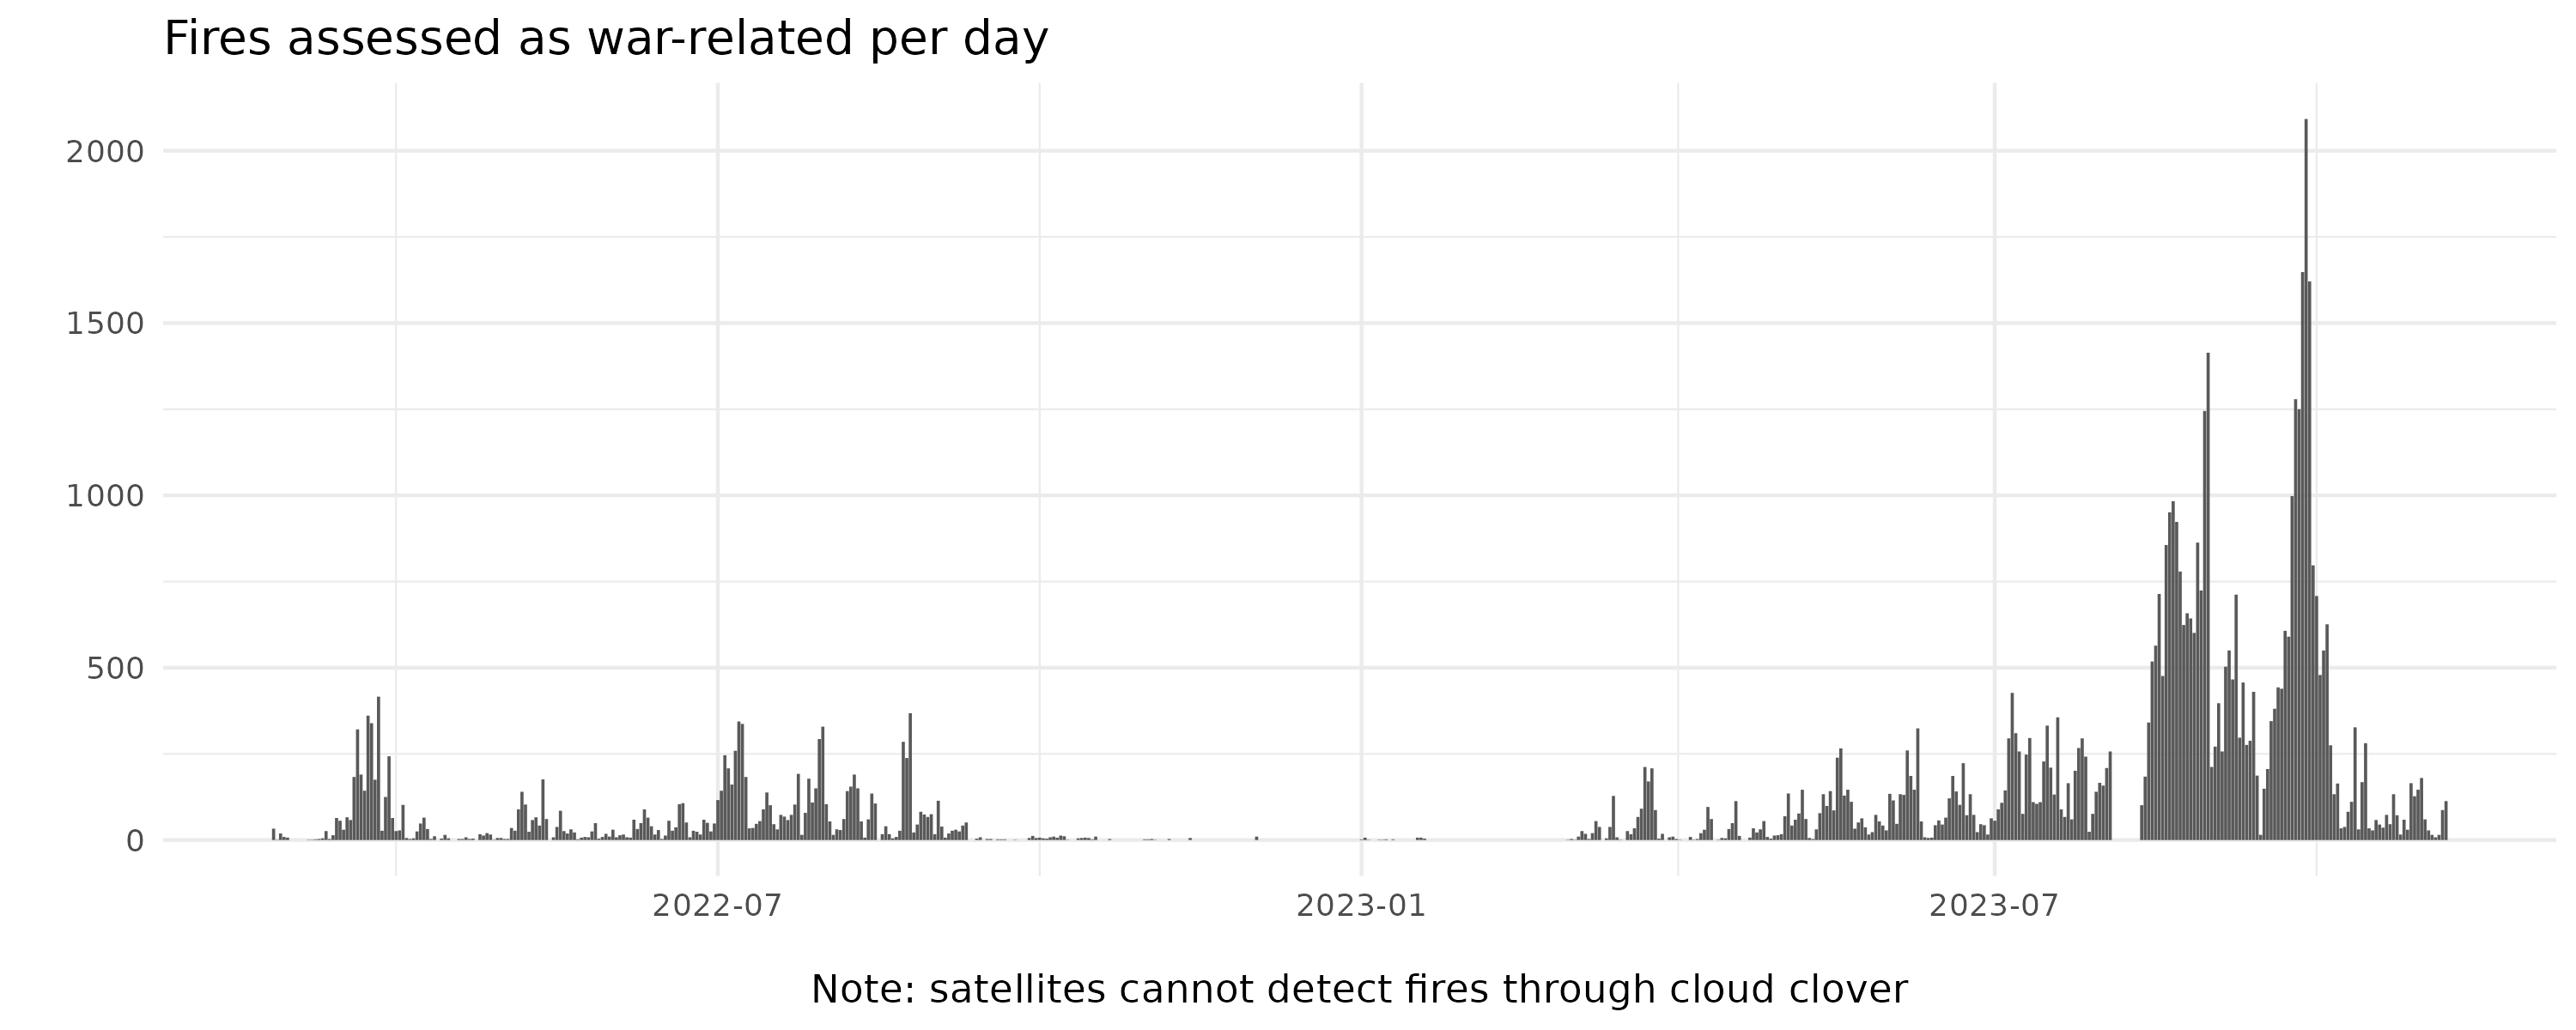 Fires assessed as war-related per day
2000
1500
1000
500
0
2022-07 2023-01 2023-07
Note: satellites cannot detect fires through cloud clover